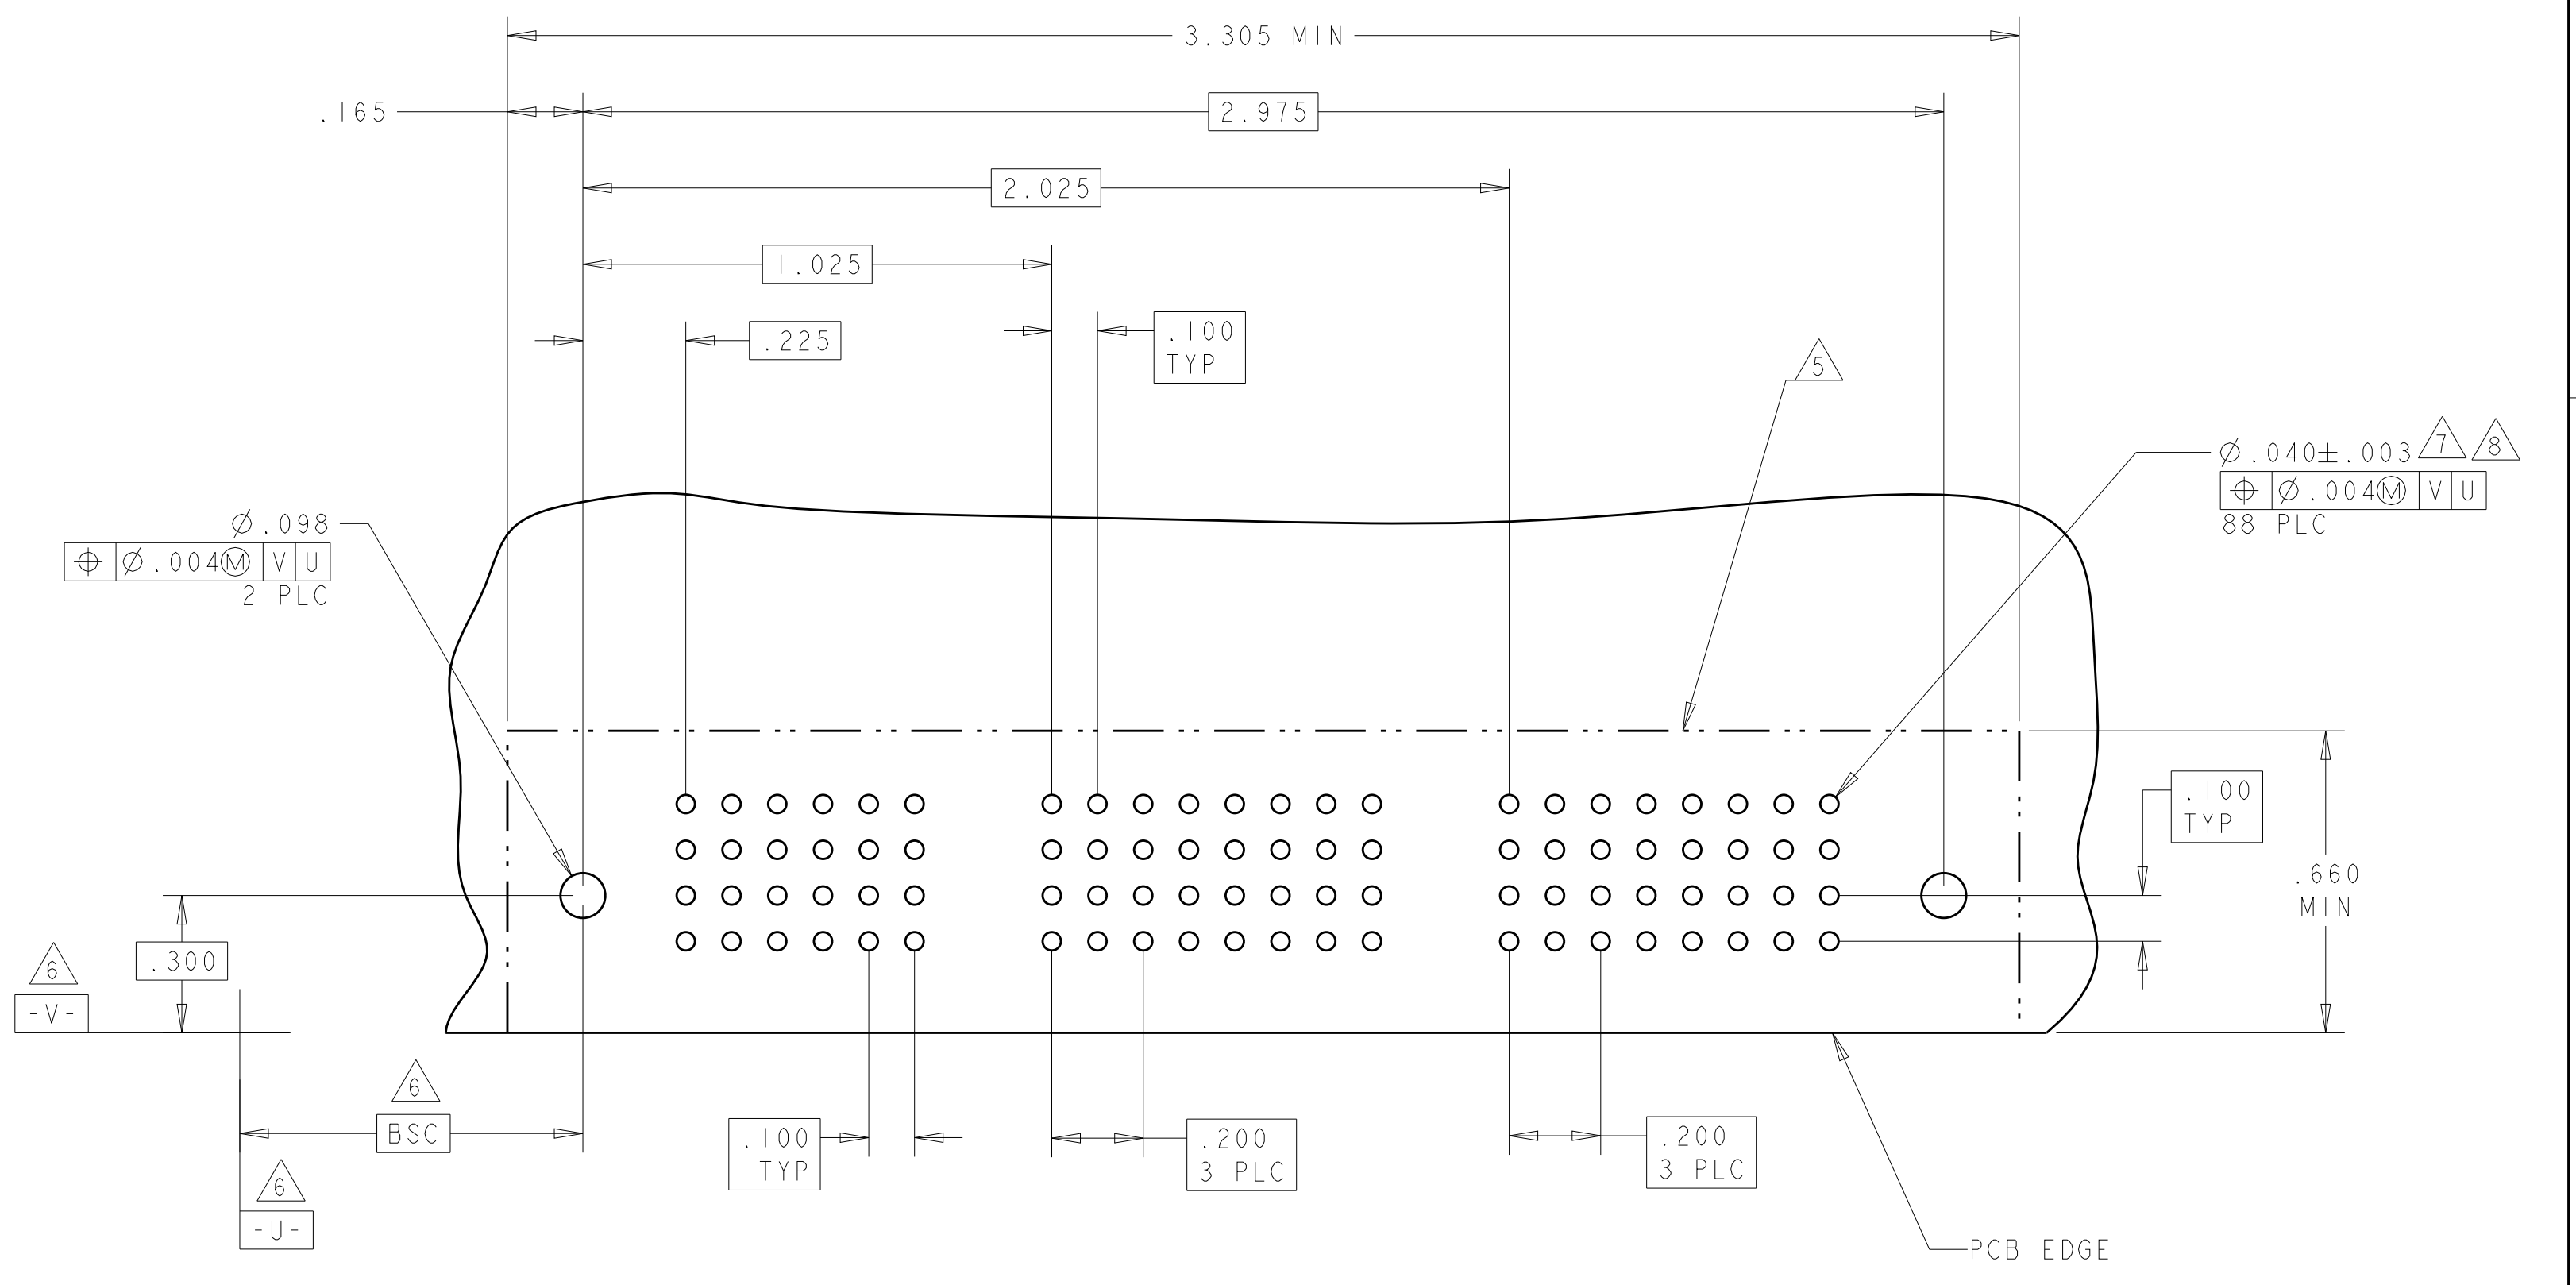 3.305 MIN
.165
2.975
2.025
1.025
.225
.100
TYP
5
Ø.040±.003 7 8
⌖ Ø.004Ⓜ V U
88 PLC
Ø.098
⌖ Ø.004Ⓜ V U
2 PLC
.100
TYP
.660
MIN
.300
6
-V-
6
BSC
6
-U-
.100
TYP
.200
3 PLC
.200
3 PLC
PCB EDGE